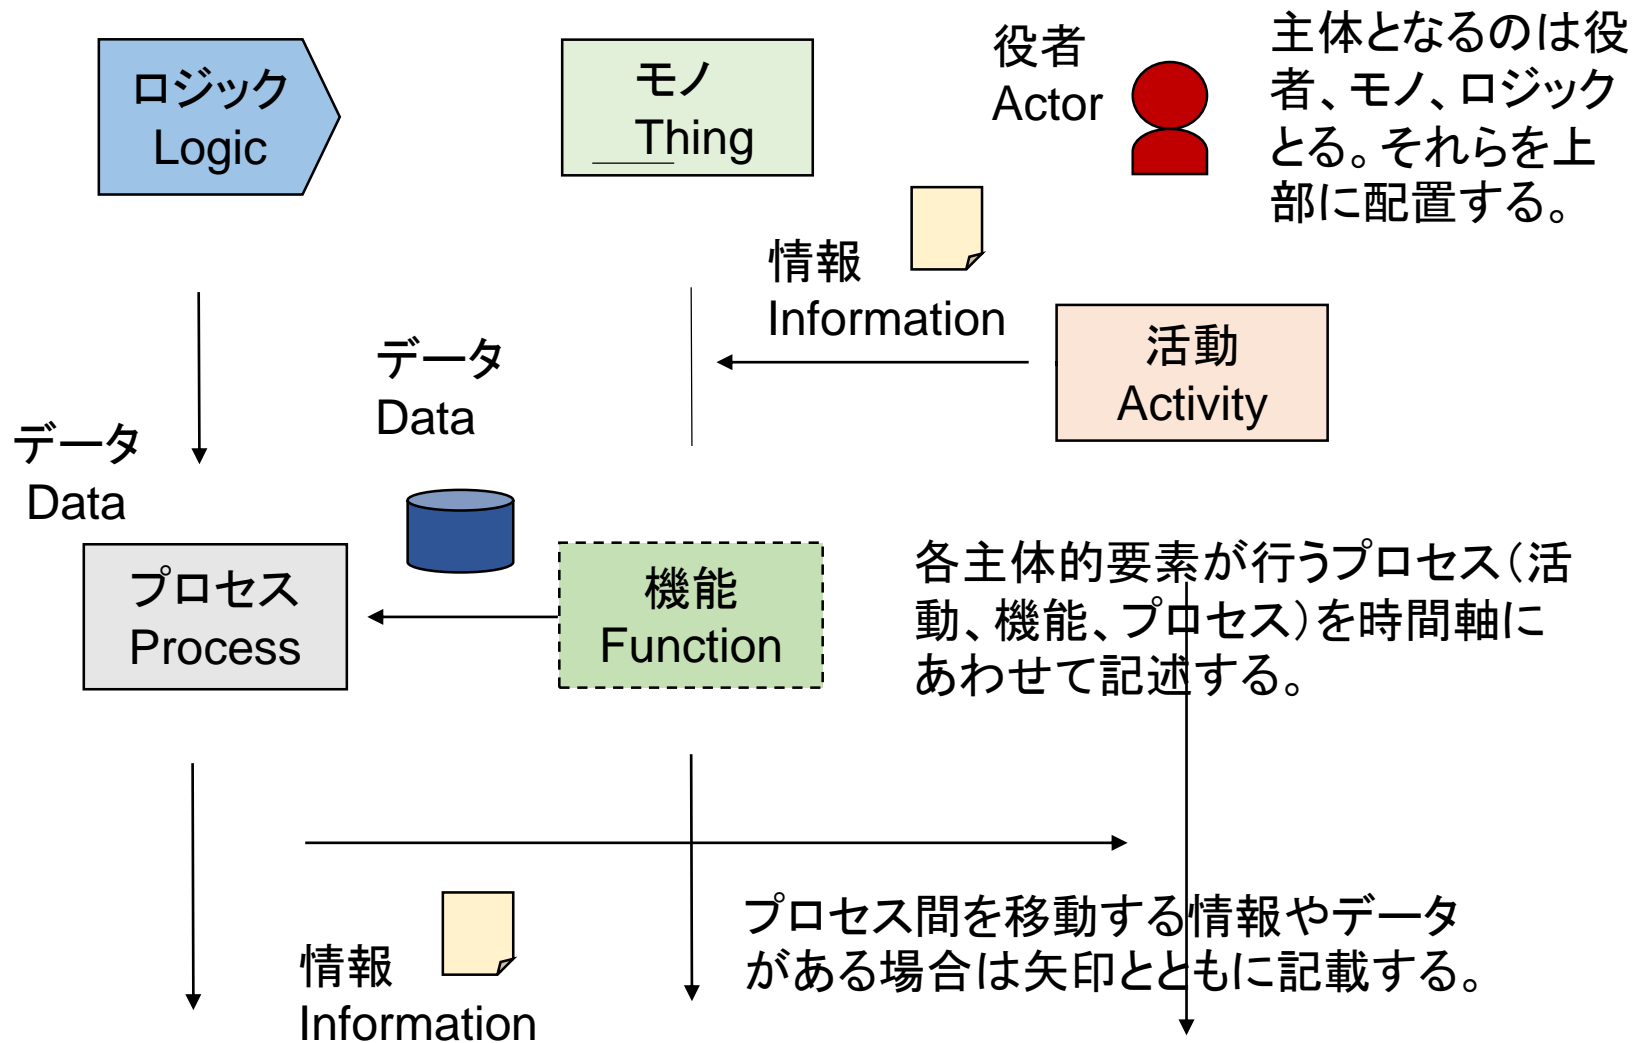 ロジック
Logic
モノ
Thing
役者
Actor
主体となるのは役
者、モノ、ロジック
とる。それらを上
部に配置する。
情報
Information
活動
Activity
データ
Data
データ
Data
プロセス
Process
機能
Function
各主体的要素が行うプロセス（活
動、機能、プロセス）を時間軸に
あわせて記述する。
プロセス間を移動する情報やデータ
がある場合は矢印とともに記載する。
情報
Information